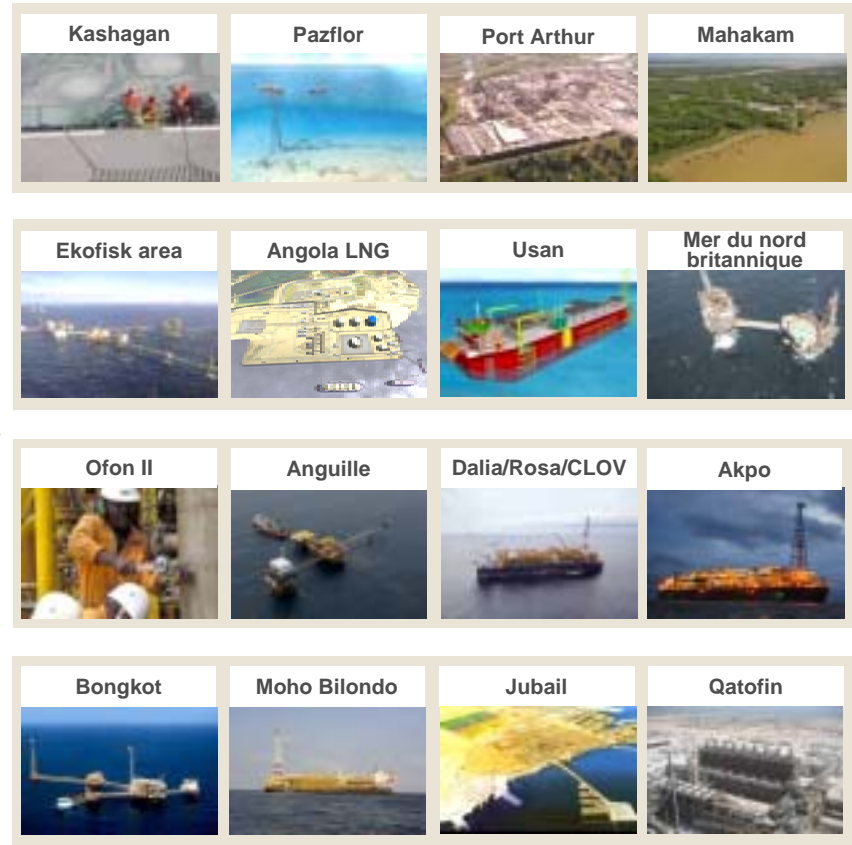 Kashagan
Pazflor
Port Arthur
Mahakam
Ekofisk area
Angola LNG
Usan
Mer du nord
britannique
Ofon II
Anguille
Dalia/Rosa/CLOV
Akpo
Bongkot
Moho Bilondo
Jubail
Qatofin